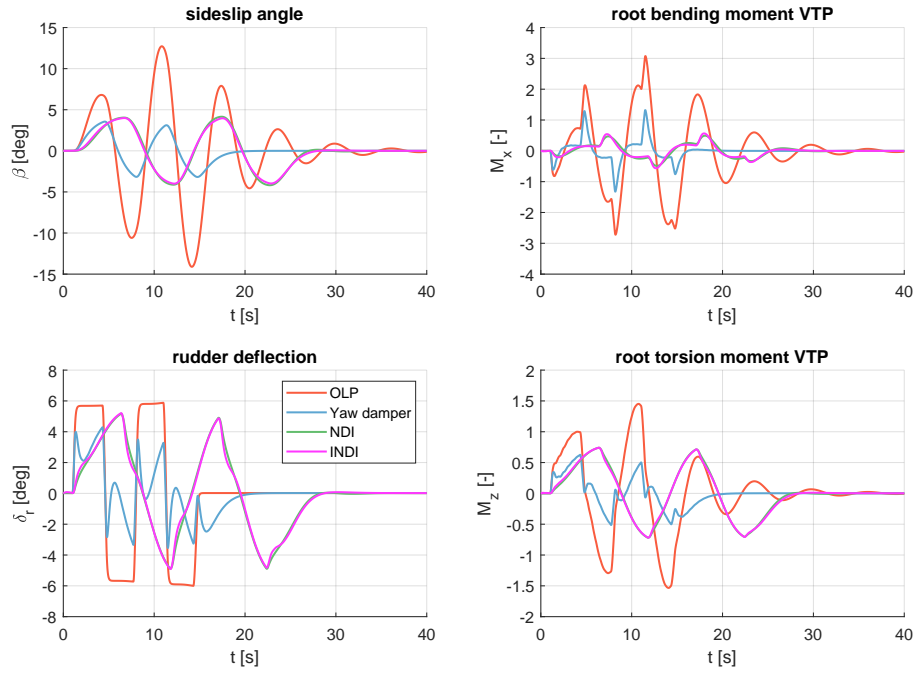 sideslip angle
15
10
5
0
-5
-10
-15
β [deg]
0 10 20 30 40
t [s]
root bending moment VTP
4
3
2
1
0
-1
-2
-3
-4
M_x [-]
0 10 20 30 40
t [s]
rudder deflection
8
6
4
2
0
-2
-4
-6
-8
δ_r [deg]
OLP
Yaw damper
NDI
INDI
0 10 20 30 40
t [s]
root torsion moment VTP
2
1.5
1
0.5
0
-0.5
-1
-1.5
-2
M_z [-]
0 10 20 30 40
t [s]